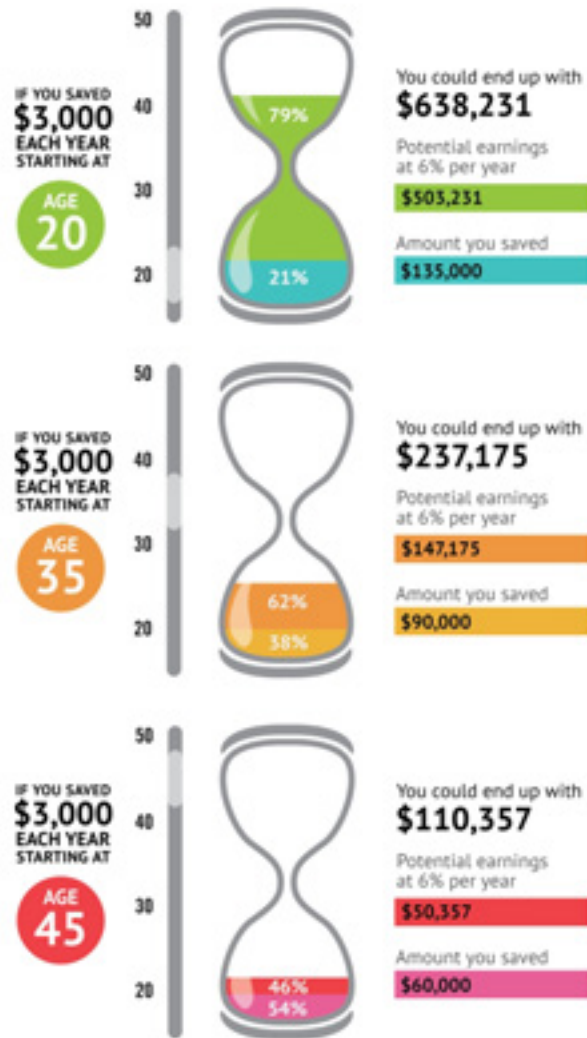 50
IF YOU SAVED
$3,000
EACH YEAR
STARTING AT
AGE
20
40
30
20
79%
21%
You could end up with
$638,231
Potential earnings
at 6% per year
$503,231
Amount you saved
$135,000
50
IF YOU SAVED
$3,000
EACH YEAR
STARTING AT
AGE
35
40
30
20
62%
38%
You could end up with
$237,175
Potential earnings
at 6% per year
$147,175
Amount you saved
$90,000
50
IF YOU SAVED
$3,000
EACH YEAR
STARTING AT
AGE
45
40
30
20
46%
54%
You could end up with
$110,357
Potential earnings
at 6% per year
$50,357
Amount you saved
$60,000